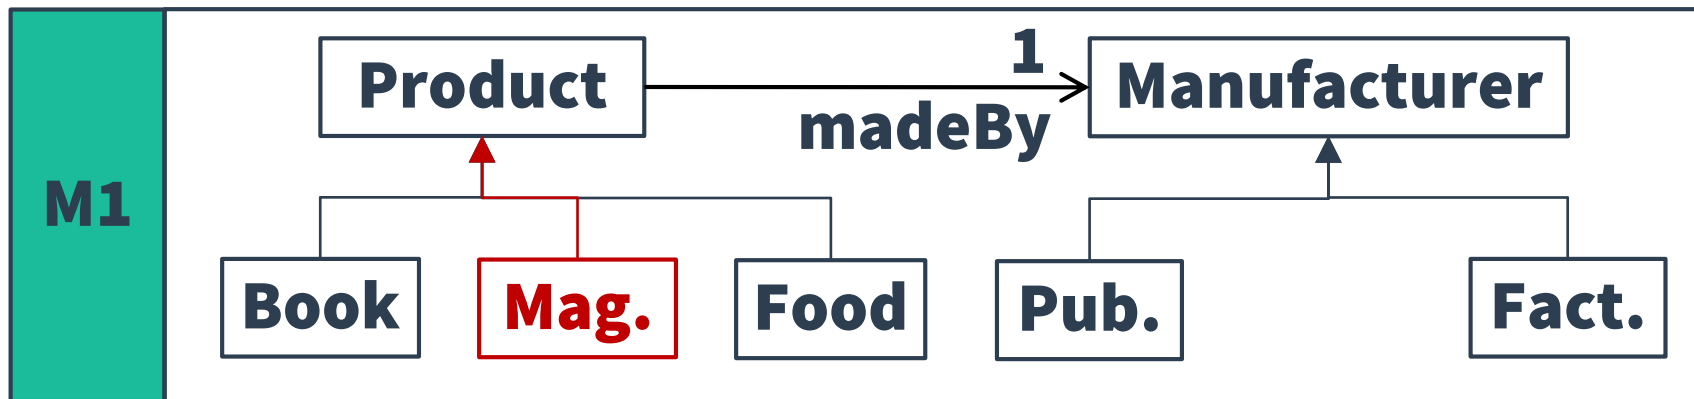 M1
Product
1
madeBy
Manufacturer
Book
Mag.
Food
Pub.
Fact.